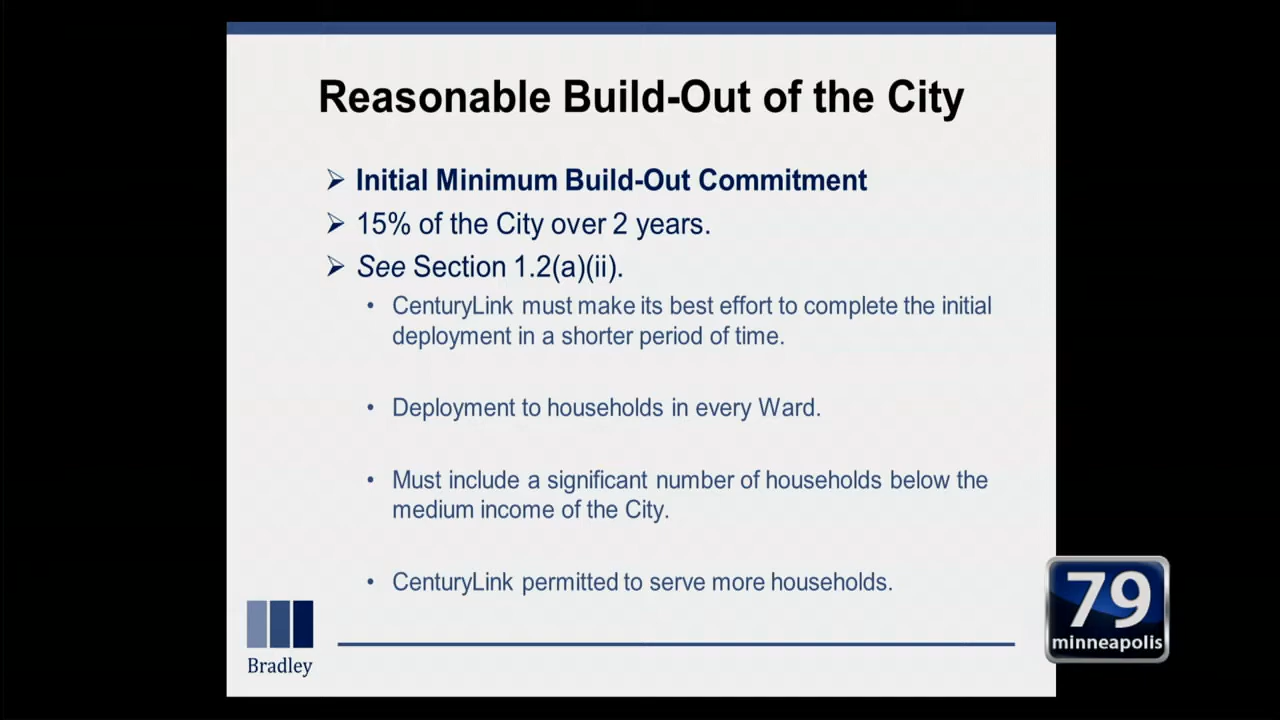 Reasonable Build-Out of the City
➢ Initial Minimum Build-Out Commitment
➢ 15% of the City over 2 years.
➢ See Section 1.2(a)(ii).
• CenturyLink must make its best effort to complete the initial
deployment in a shorter period of time.
• Deployment to households in every Ward.
• Must include a significant number of households below the
medium income of the City.
• CenturyLink permitted to serve more households.
Bradley
79
minneapolis